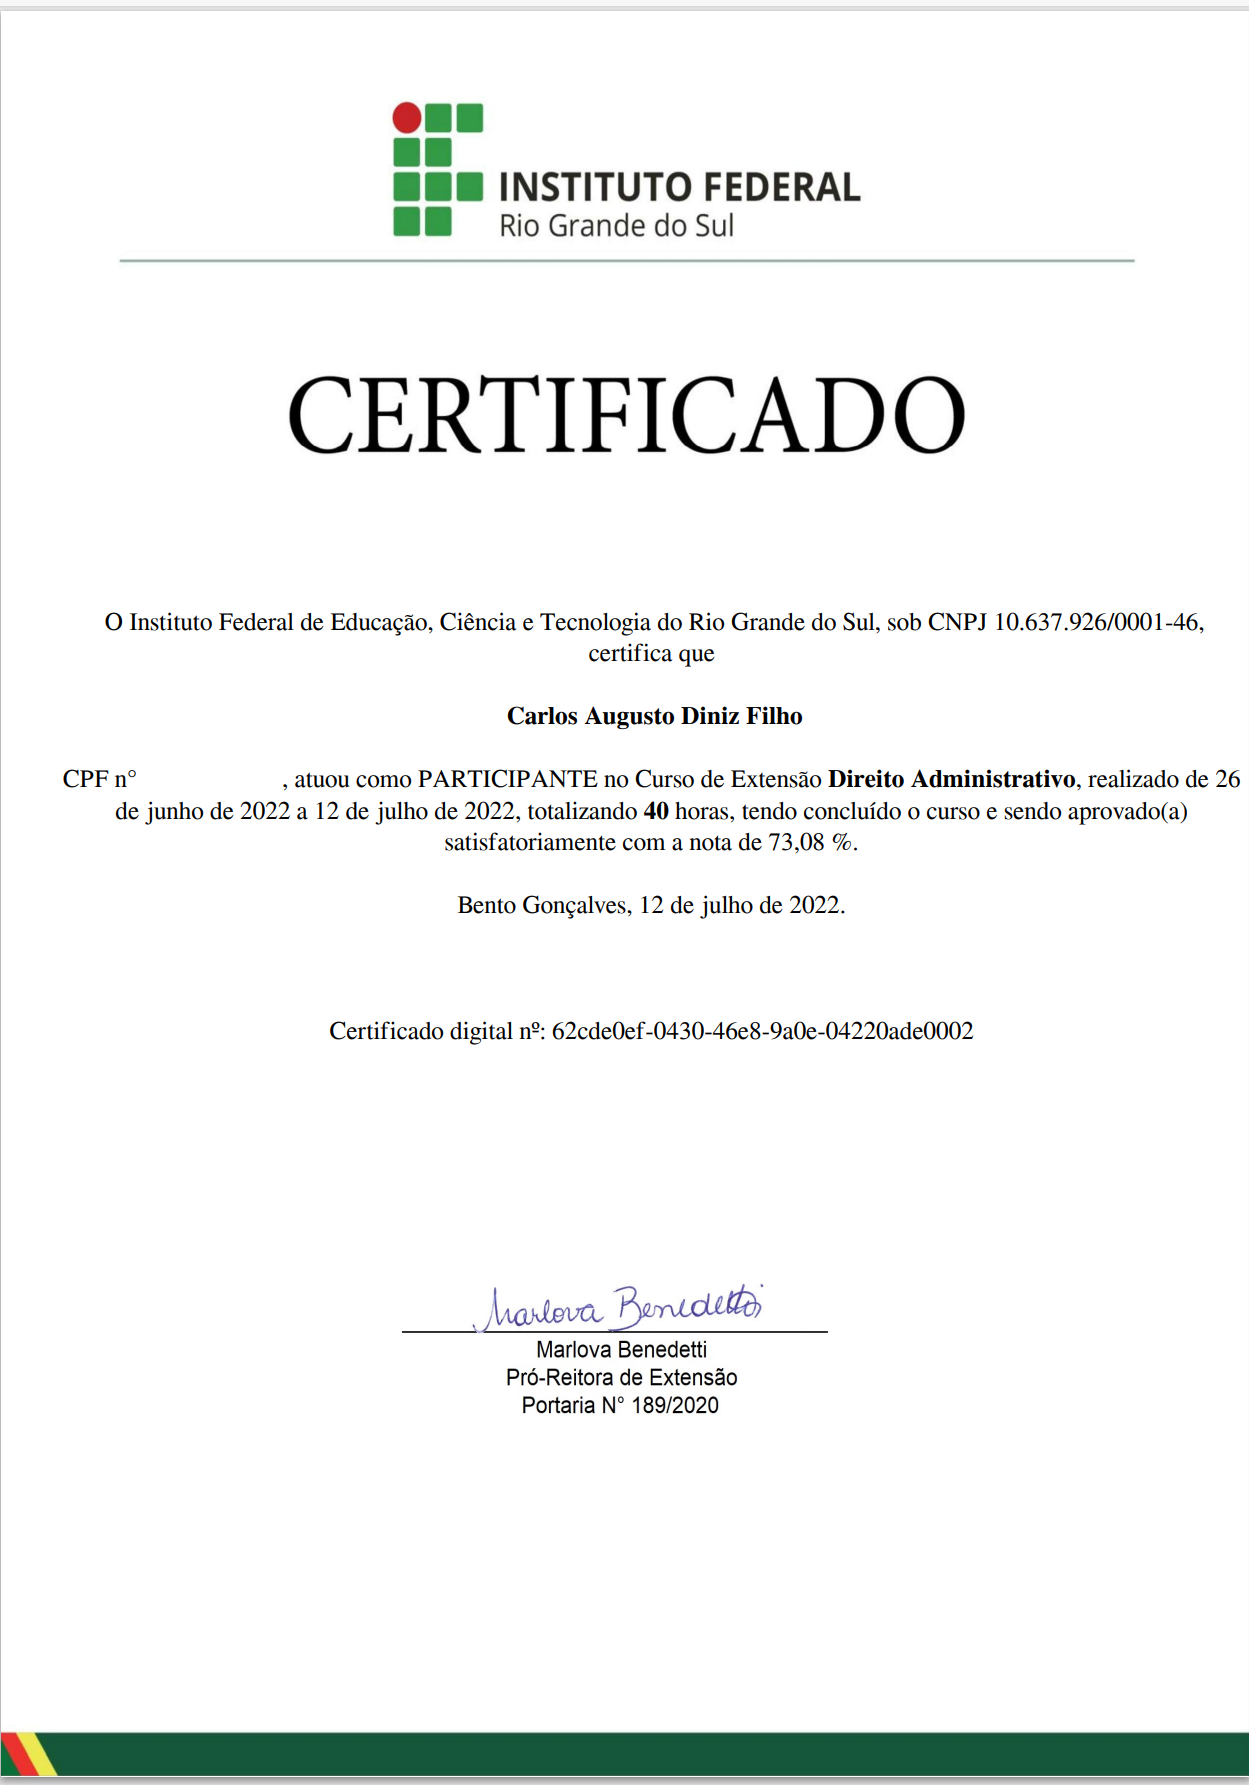 INSTITUTO FEDERAL
Rio Grande do Sul
CERTIFICADO
O Instituto Federal de Educação, Ciência e Tecnologia do Rio Grande do Sul, sob CNPJ 10.637.926/0001-46,
certifica que
Carlos Augusto Diniz Filho
CPF n° , atuou como PARTICIPANTE no Curso de Extensão Direito Administrativo, realizado de 26
de junho de 2022 a 12 de julho de 2022, totalizando 40 horas, tendo concluído o curso e sendo aprovado(a)
satisfatoriamente com a nota de 73,08 %.
Bento Gonçalves, 12 de julho de 2022.
Certificado digital nº: 62cde0ef-0430-46e8-9a0e-04220ade0002
Marlova Benedetti
Marlova Benedetti
Pró-Reitora de Extensão
Portaria N° 189/2020